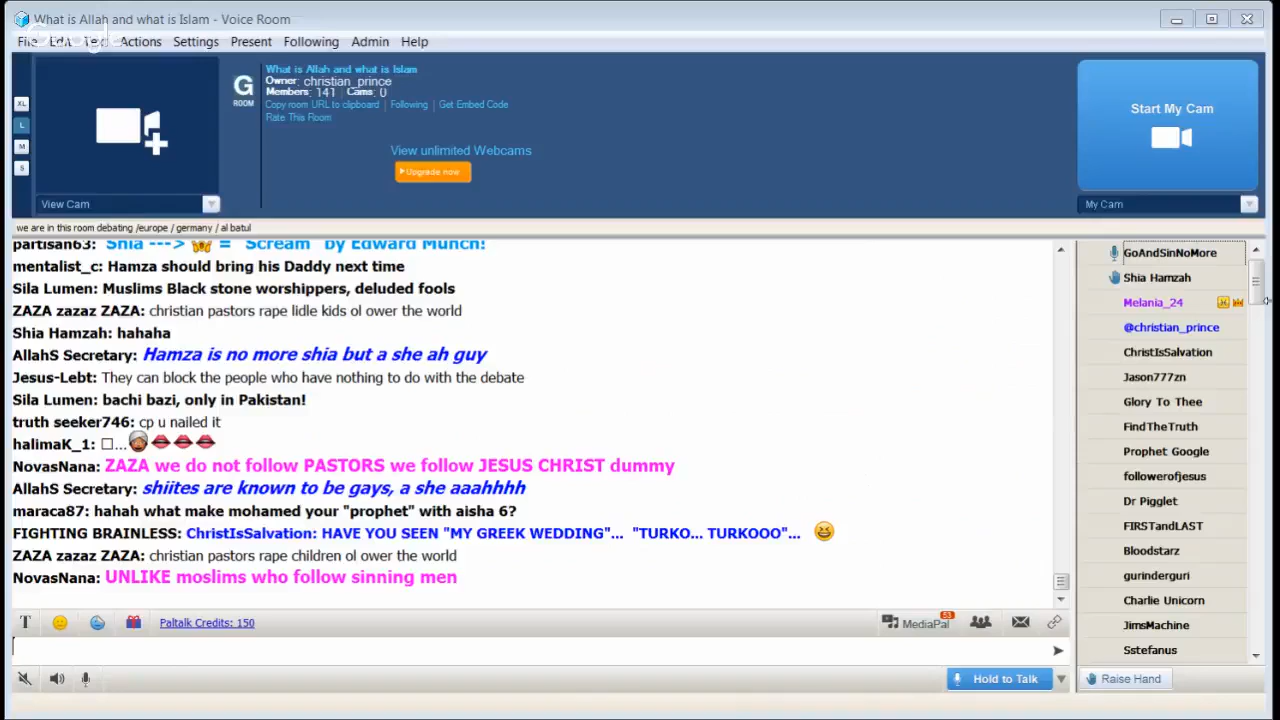 What is Allah and what is Islam - Voice Room
File Edit Text Actions Settings Present Following Admin Help
Google
What is Allah and what is Islam
Owner: christian_prince
Members: 141 Cams: 0
Copy room URL to clipboard | Following | Get Embed Code
Rate This Room
G
ROOM
View unlimited Webcams
Upgrade now
XL
L
M
S
View Cam
Start My Cam
My Cam
we are in this room debating /europe / germany / al batul
partisan63: Shia ---> = "Scream" by Edward Munch!
mentalist_c: Hamza should bring his Daddy next time
Sila Lumen: Muslims Black stone worshippers, deluded fools
ZAZA zazaz ZAZA: christian pastors rape lidle kids ol ower the world
Shia Hamzah: hahaha
AllahS Secretary: Hamza is no more shia but a she ah guy
Jesus-Lebt: They can block the people who have nothing to do with the debate
Sila Lumen: bachi bazi, only in Pakistan!
truth seeker746: cp u nailed it
halimaK_1: □...
NovasNana: ZAZA we do not follow PASTORS we follow JESUS CHRIST dummy
AllahS Secretary: shiites are known to be gays, a she aaahhhh
maraca87: hahah what make mohamed your "prophet" with aisha 6?
FIGHTING BRAINLESS: ChristIsSalvation: HAVE YOU SEEN "MY GREEK WEDDING"... "TURKO... TURKOOO"...
ZAZA zazaz ZAZA: christian pastors rape children ol ower the world
NovasNana: UNLIKE moslims who follow sinning men
GoAndSinNoMore
Shia Hamzah
Melania_24
@christian_prince
ChristIsSalvation
Jason777zn
Glory To Thee
FindTheTruth
Prophet Google
followerofjesus
Dr Pigglet
FIRSTandLAST
Bloodstarz
gurinderguri
Charlie Unicorn
JimsMachine
Sstefanus
T
Paltalk Credits: 150
MediaPal
53
Hold to Talk
Raise Hand